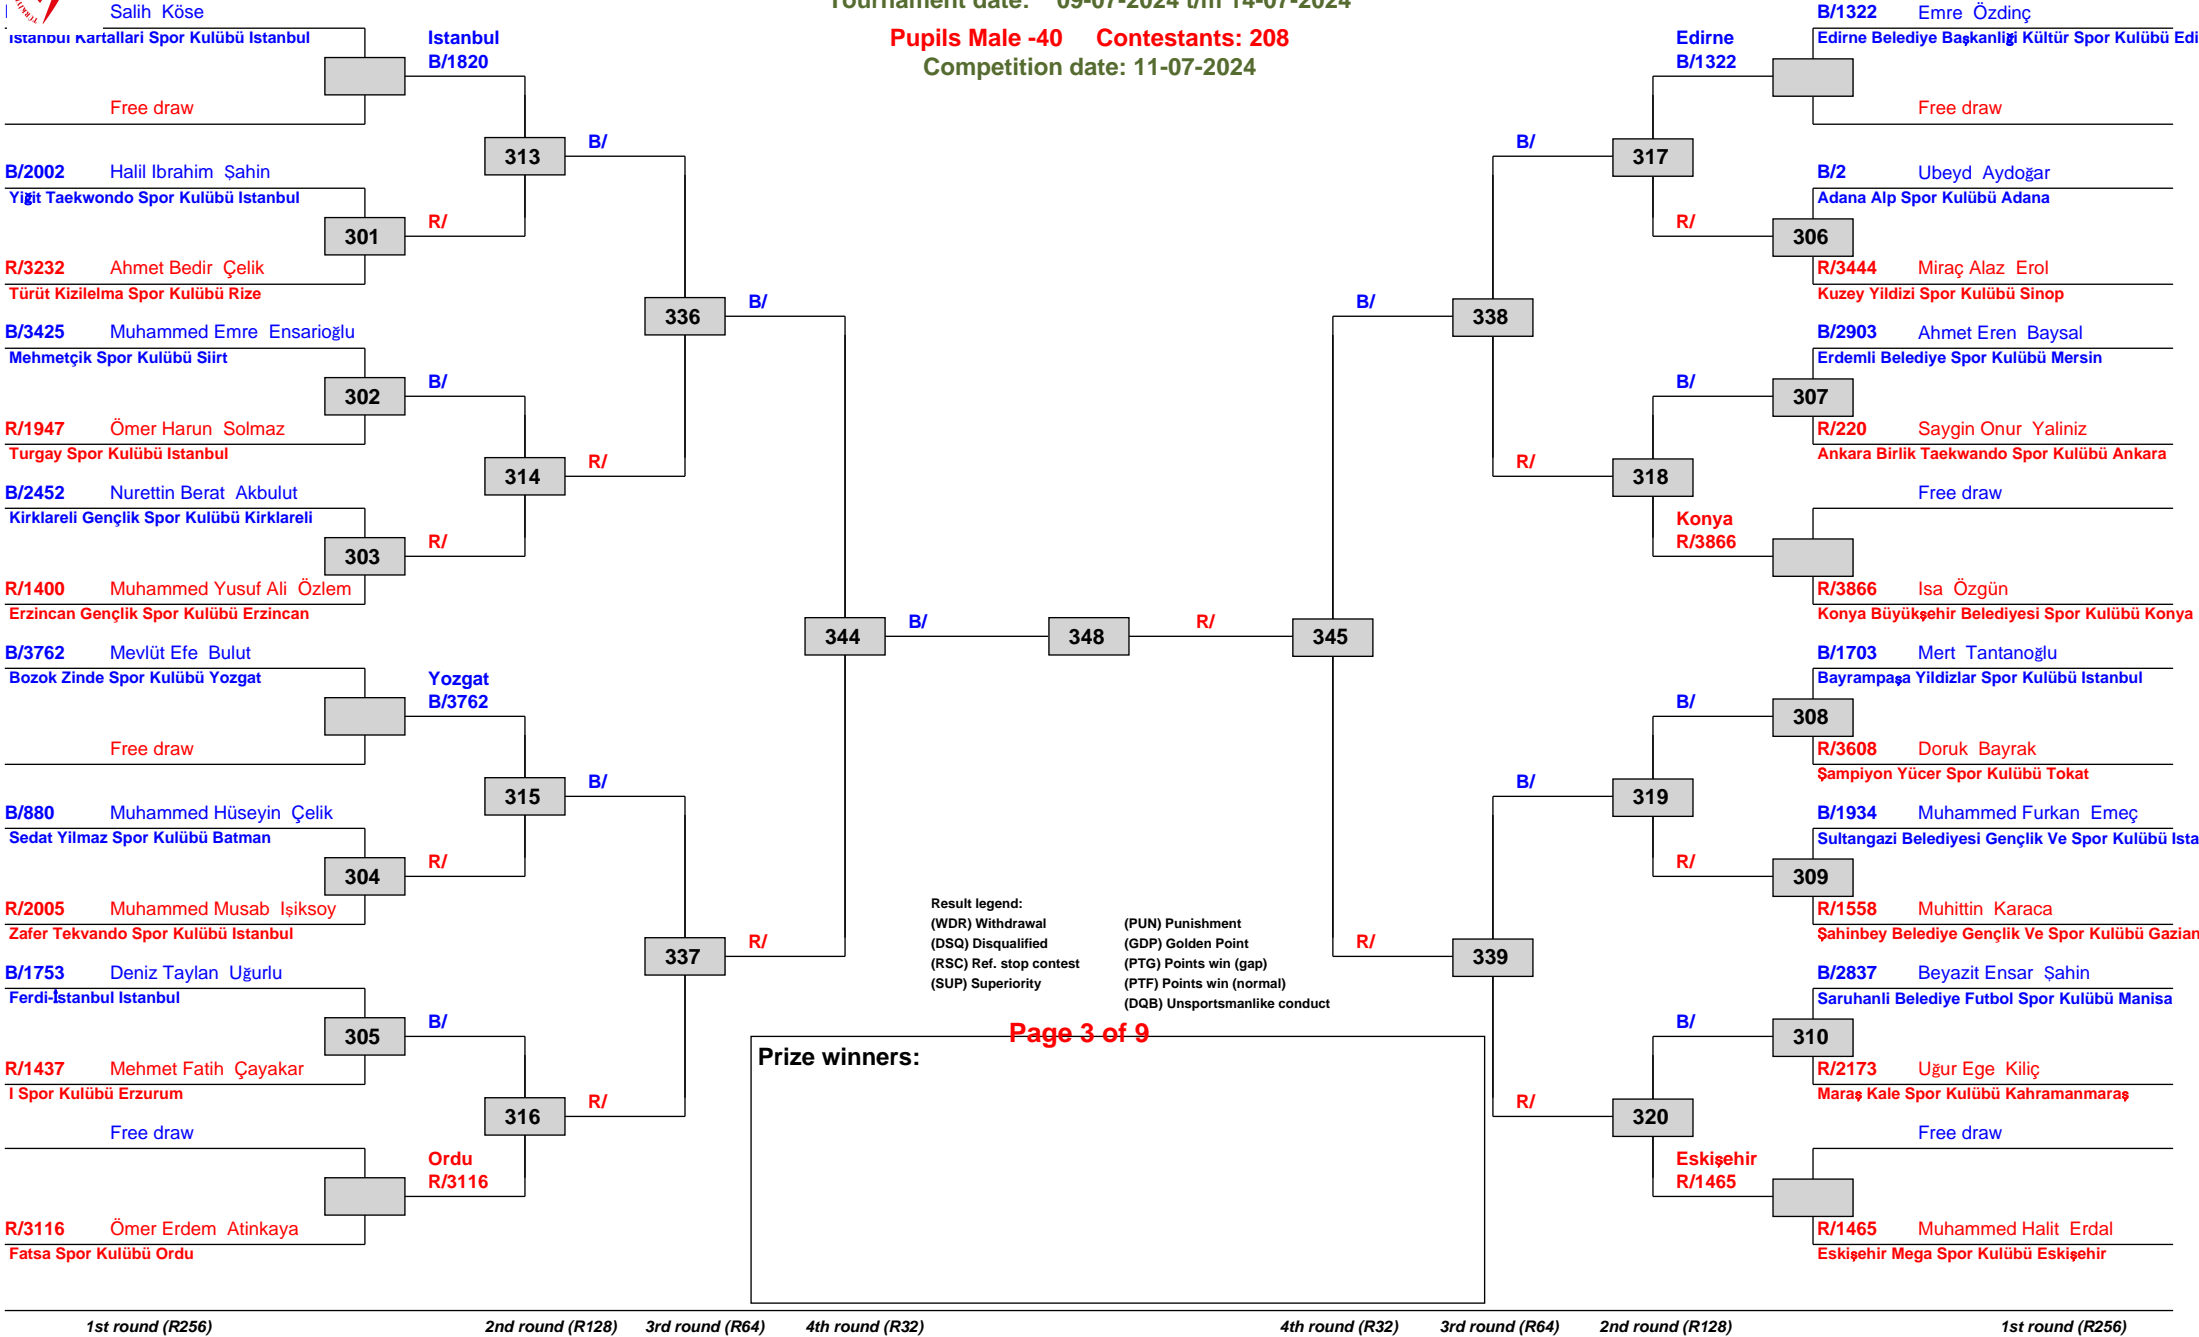 Tournament date: 09-07-2024 t/m 14-07-2024
Pupils Male -40 Contestants: 208
Competition date: 11-07-2024
Salih Köse
Istanbul Kartallari Spor Kulübü Istanbul
Istanbul
B/1820
Free draw
313
B/
B/2002 Halil Ibrahim Şahin
Yiğit Taekwondo Spor Kulübü Istanbul
301
R/
R/3232 Ahmet Bedir Çelik
Türüt Kizilelma Spor Kulübü Rize
336
B/
B/3425 Muhammed Emre Ensarioğlu
Mehmetçik Spor Kulübü Siirt
302
B/
R/1947 Ömer Harun Solmaz
Turgay Spor Kulübü Istanbul
314
R/
B/2452 Nurettin Berat Akbulut
Kirklareli Gençlik Spor Kulübü Kirklareli
303
R/
R/1400 Muhammed Yusuf Ali Özlem
Erzincan Gençlik Spor Kulübü Erzincan
344
B/
348
R/
345
B/3762 Mevlüt Efe Bulut
Bozok Zinde Spor Kulübü Yozgat
Yozgat
B/3762
Free draw
315
B/
B/880 Muhammed Hüseyin Çelik
Sedat Yilmaz Spor Kulübü Batman
304
R/
R/2005 Muhammed Musab Işiksoy
Zafer Tekvando Spor Kulübü Istanbul
337
R/
B/1753 Deniz Taylan Uğurlu
Ferdi-İstanbul Istanbul
305
B/
R/1437 Mehmet Fatih Çayakar
I Spor Kulübü Erzurum
316
R/
Free draw
Ordu
R/3116
R/3116 Ömer Erdem Atinkaya
Fatsa Spor Kulübü Ordu
B/1322 Emre Özdinç
Edirne Belediye Başkanliği Kültür Spor Kulübü Edi
Edirne
B/1322
Free draw
B/
317
B/2 Ubeyd Aydoğar
Adana Alp Spor Kulübü Adana
R/
306
R/3444 Miraç Alaz Erol
Kuzey Yildizi Spor Kulübü Sinop
B/
338
B/2903 Ahmet Eren Baysal
Erdemli Belediye Spor Kulübü Mersin
B/
307
R/220 Saygin Onur Yaliniz
Ankara Birlik Taekwando Spor Kulübü Ankara
R/
318
Free draw
Konya
R/3866
R/3866 Isa Özgün
Konya Büyükşehir Belediyesi Spor Kulübü Konya
B/1703 Mert Tantanoğlu
Bayrampaşa Yildizlar Spor Kulübü Istanbul
B/
308
R/3608 Doruk Bayrak
Şampiyon Yücer Spor Kulübü Tokat
B/
319
B/1934 Muhammed Furkan Emeç
Sultangazi Belediyesi Gençlik Ve Spor Kulübü Ista
R/
309
R/1558 Muhittin Karaca
Şahinbey Belediye Gençlik Ve Spor Kulübü Gazian
R/
339
B/2837 Beyazit Ensar Şahin
Saruhanli Belediye Futbol Spor Kulübü Manisa
B/
310
R/2173 Uğur Ege Kiliç
Maraş Kale Spor Kulübü Kahramanmaraş
R/
320
Free draw
Eskişehir
R/1465
R/1465 Muhammed Halit Erdal
Eskişehir Mega Spor Kulübü Eskişehir
Result legend:
(WDR) Withdrawal (PUN) Punishment
(DSQ) Disqualified (GDP) Golden Point
(RSC) Ref. stop contest (PTG) Points win (gap)
(SUP) Superiority (PTF) Points win (normal)
(DQB) Unsportsmanlike conduct
Page 3 of 9
Prize winners:
1st round (R256) 2nd round (R128) 3rd round (R64) 4th round (R32) 4th round (R32) 3rd round (R64) 2nd round (R128) 1st round (R256)